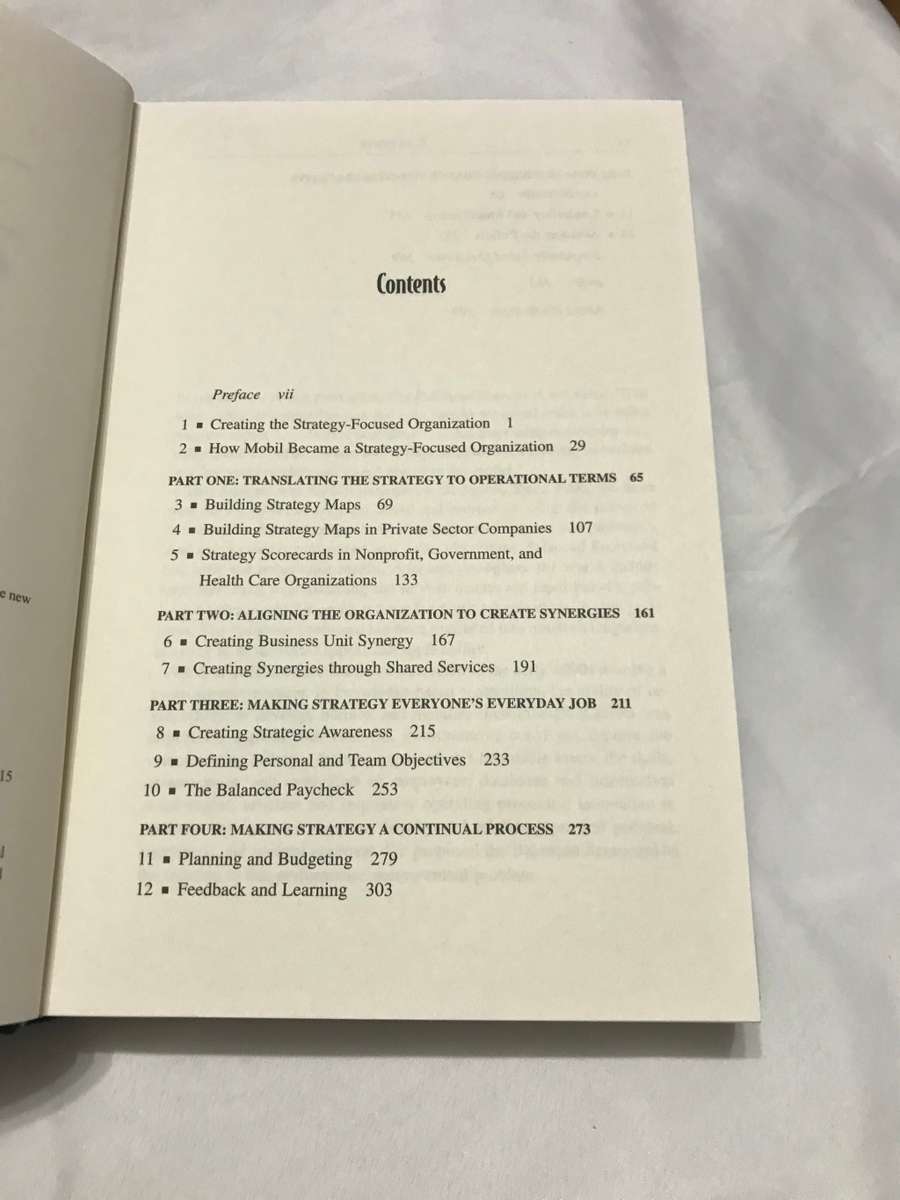 Contents
Preface vii
1 ▪ Creating the Strategy-Focused Organization 1
2 ▪ How Mobil Became a Strategy-Focused Organization 29
PART ONE: TRANSLATING THE STRATEGY TO OPERATIONAL TERMS 65
3 ▪ Building Strategy Maps 69
4 ▪ Building Strategy Maps in Private Sector Companies 107
5 ▪ Strategy Scorecards in Nonprofit, Government, and
Health Care Organizations 133
PART TWO: ALIGNING THE ORGANIZATION TO CREATE SYNERGIES 161
6 ▪ Creating Business Unit Synergy 167
7 ▪ Creating Synergies through Shared Services 191
PART THREE: MAKING STRATEGY EVERYONE'S EVERYDAY JOB 211
8 ▪ Creating Strategic Awareness 215
9 ▪ Defining Personal and Team Objectives 233
10 ▪ The Balanced Paycheck 253
PART FOUR: MAKING STRATEGY A CONTINUAL PROCESS 273
11 ▪ Planning and Budgeting 279
12 ▪ Feedback and Learning 303
new
15